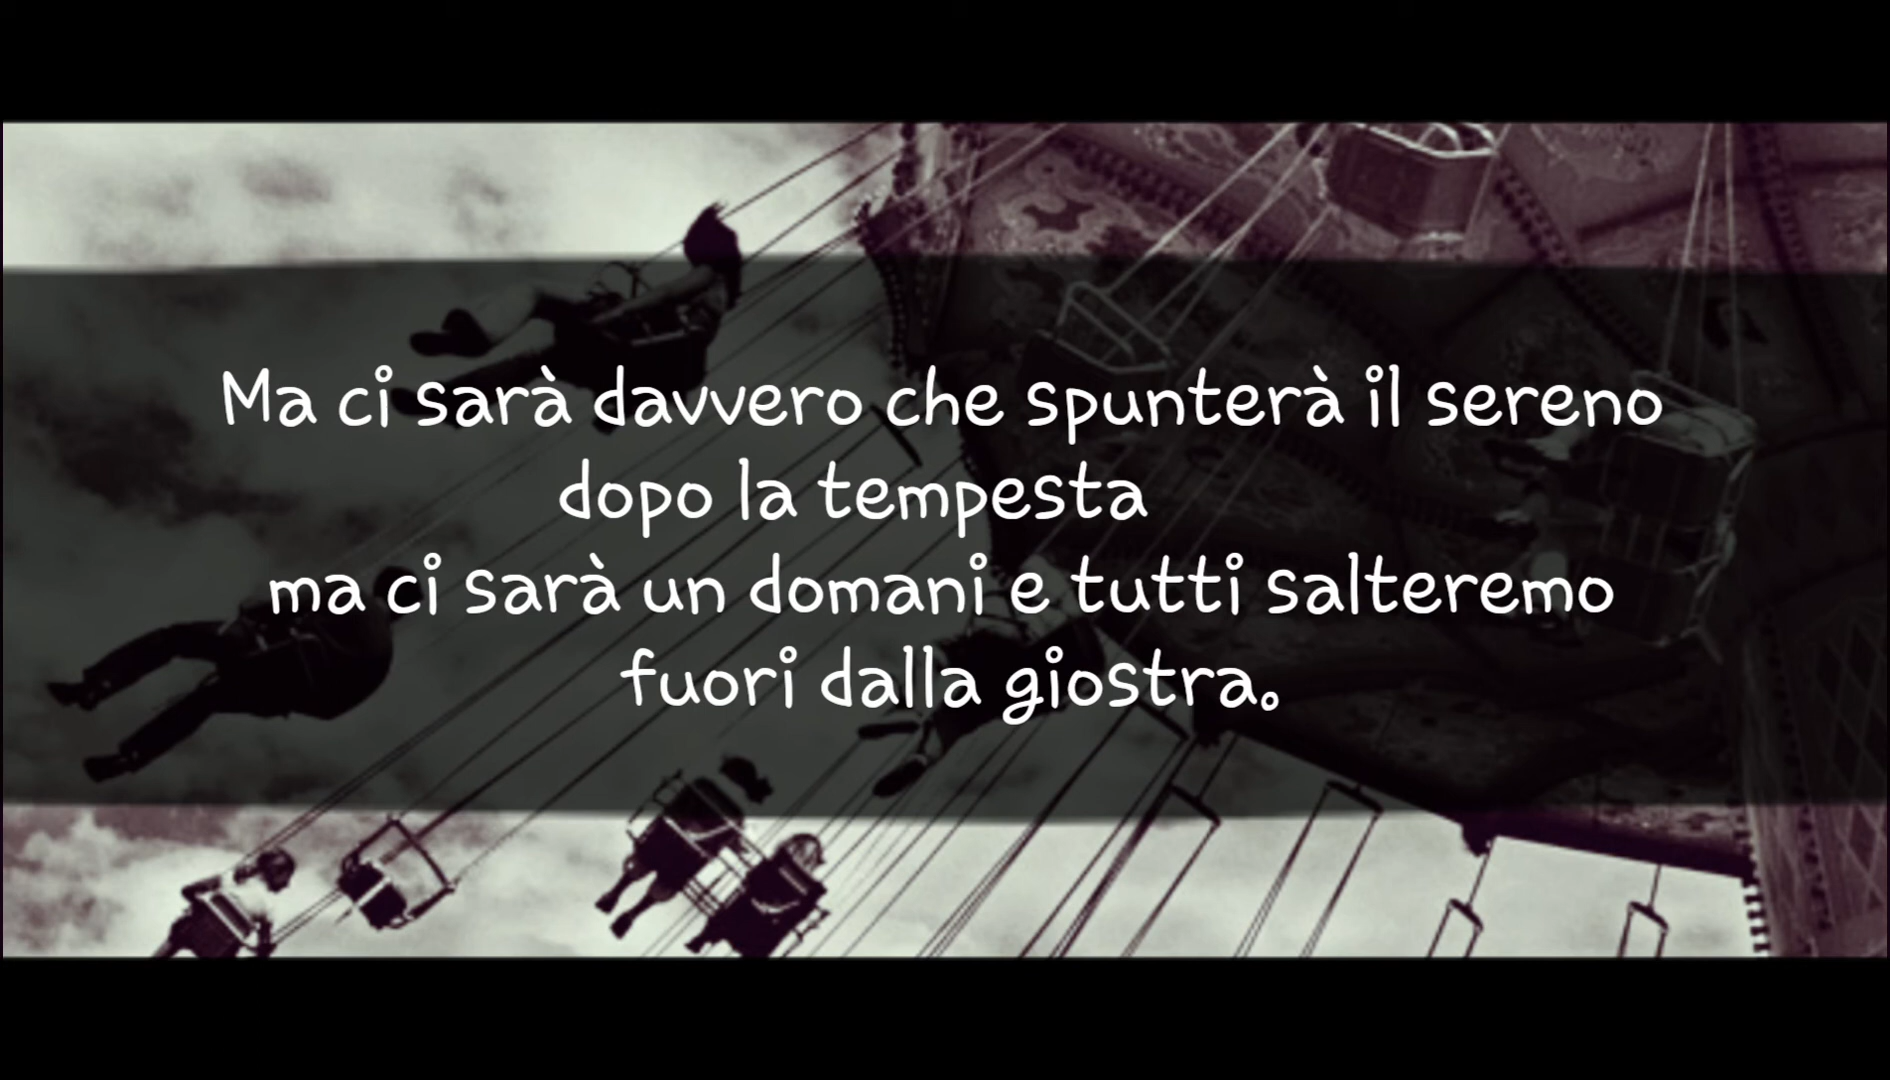 Ma ci sarà davvero che spunterà il sereno
dopo la tempesta
ma ci sarà un domani e tutti salteremo
fuori dalla giostra.